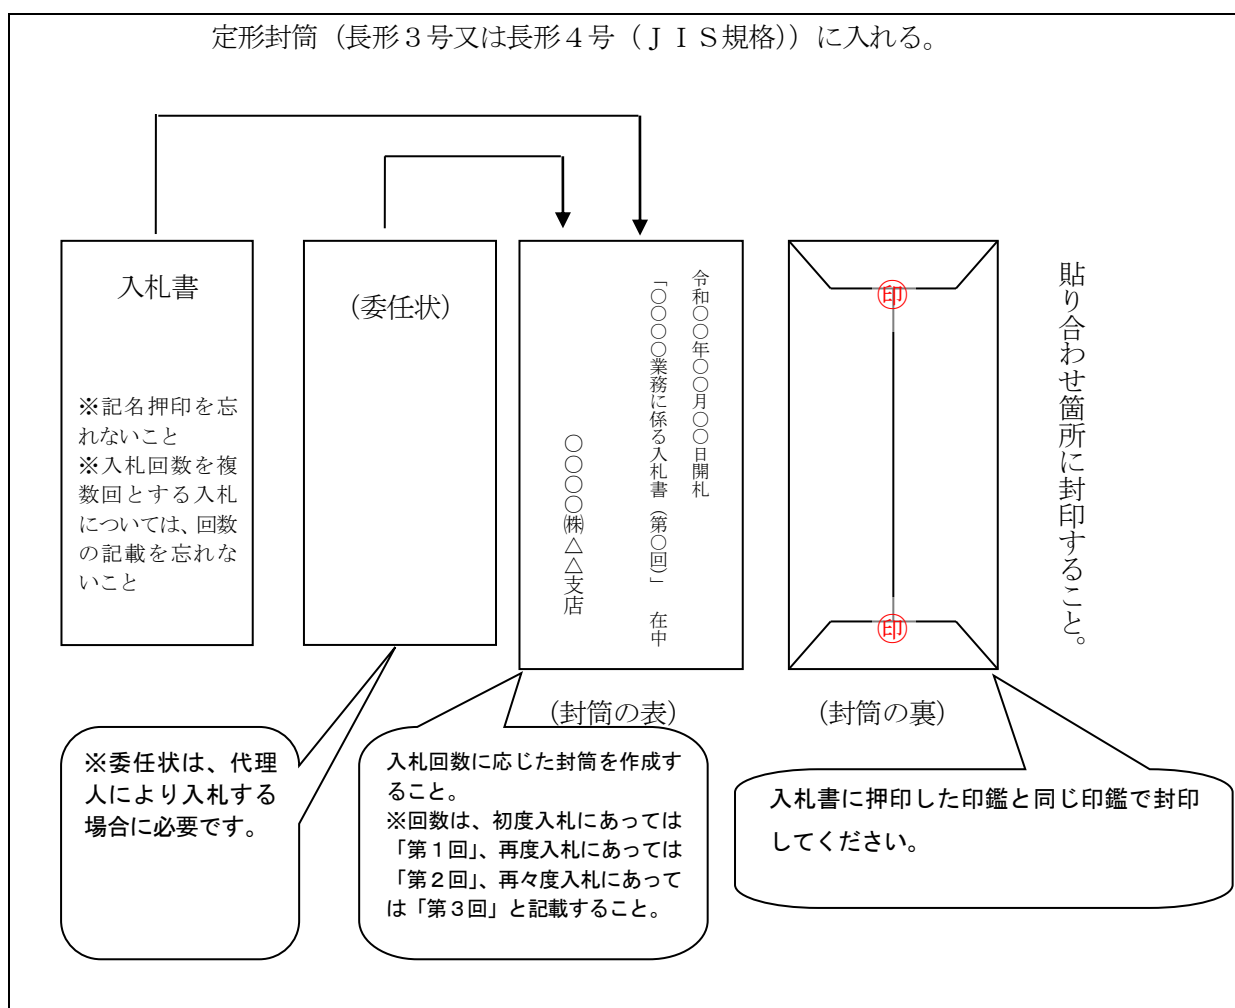 定形封筒（長形３号又は長形４号（ＪＩＳ規格））に入れる。
入札書
※記名押印を忘
れないこと
※入札回数を複
数回とする入札
については、回数
の記載を忘れな
いこと
（委任状）
令和〇〇年〇〇月〇〇日開札
「〇〇〇〇業務に係る入札書（第〇回）」　在中
〇〇〇〇㈱△△支店
印
印
貼り合わせ箇所に封印すること。
（封筒の表）
（封筒の裏）
※委任状は、代理
人により入札する
場合に必要です。
入札回数に応じた封筒を作成す
ること。
※回数は、初度入札にあっては
「第１回」、再度入札にあっては
「第２回」、再々度入札にあって
は「第３回」と記載すること。
入札書に押印した印鑑と同じ印鑑で封印
してください。